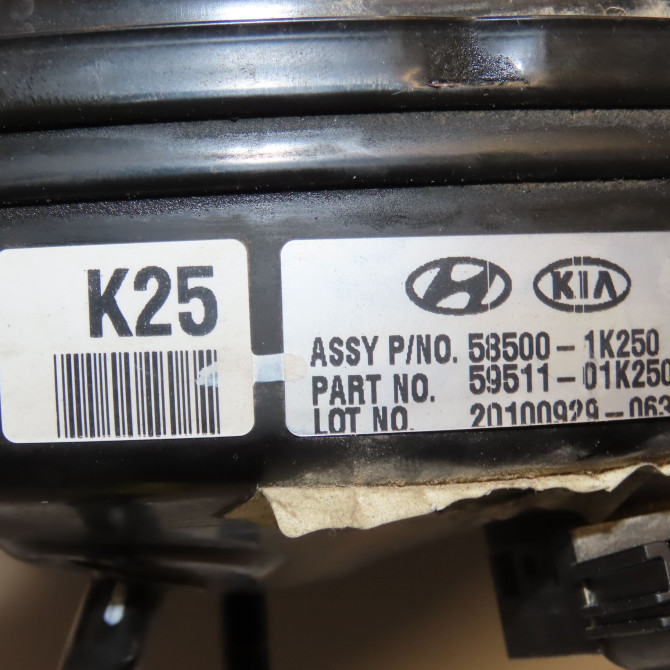 K25
KIA
ASSY P/NO. 58500-1K250
PART NO. 59511-01K250
LOT NO. 20100929-063